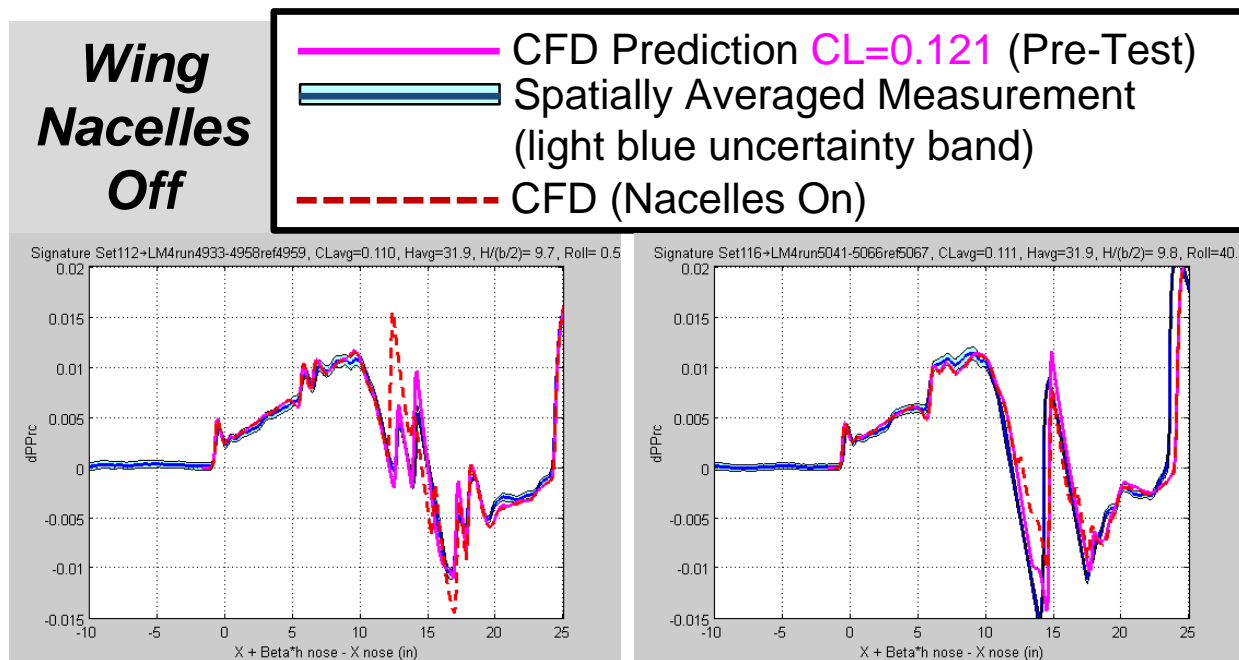 Wing
Nacelles
Off
CFD Prediction CL=0.121 (Pre-Test)
Spatially Averaged Measurement
(light blue uncertainty band)
CFD (Nacelles On)
Signature Set112→LM4run4933-4958ref4959, CLavg=0.110, Havg=31.9, H/(b/2)= 9.7, Roll= 0.5
0.02
0.015
0.01
0.005
0
-0.005
-0.01
-0.015
dPPrc
-10 -5 0 5 10 15 20 25
X + Beta*h nose - X nose (in)
Signature Set116→LM4run5041-5066ref5067, CLavg=0.111, Havg=31.9, H/(b/2)= 9.8, Roll=40.
0.02
0.015
0.01
0.005
0
-0.005
-0.01
-0.015
dPPrc
-10 -5 0 5 10 15 20 25
X + Beta*h nose - X nose (in)